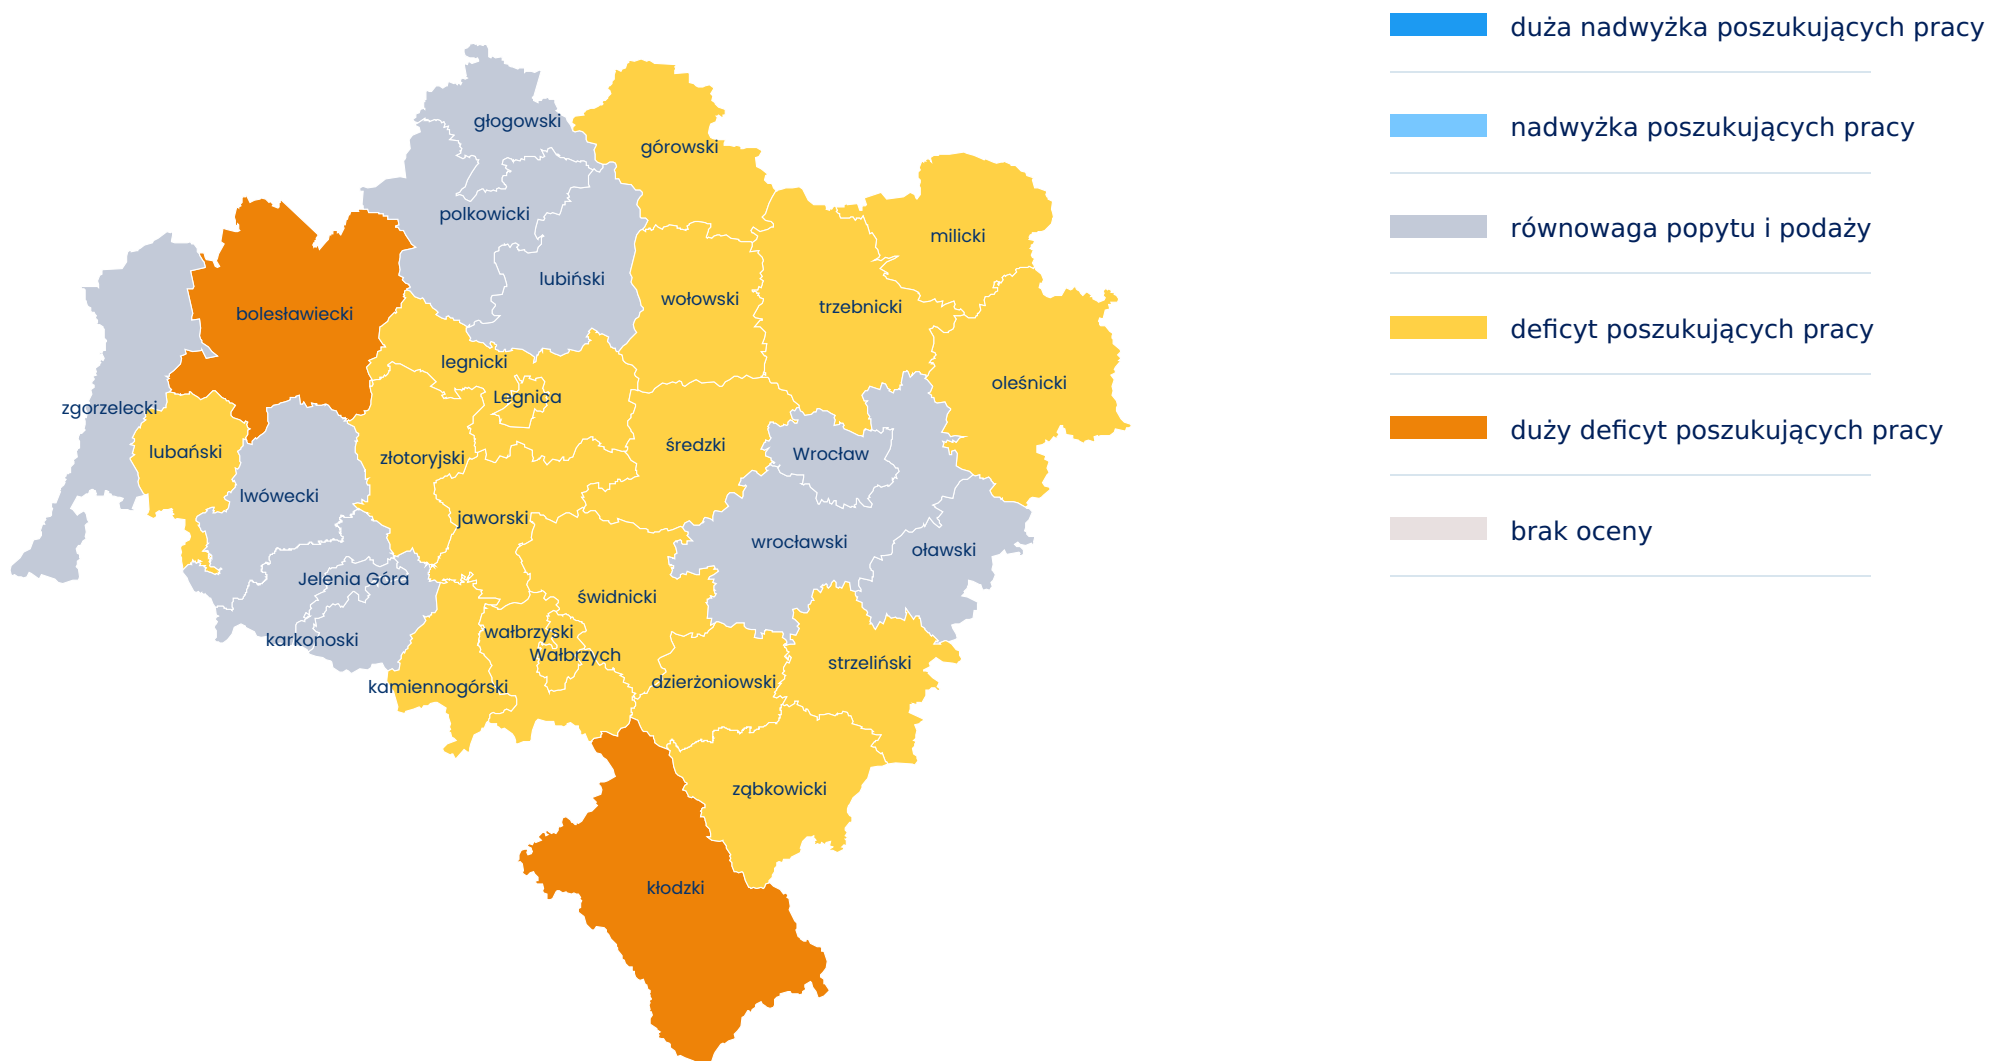 duża nadwyżka poszukujących pracy
nadwyżka poszukujących pracy
równowaga popytu i podaży
deficyt poszukujących pracy
duży deficyt poszukujących pracy
brak oceny
głogowski
górowski
polkowicki
milicki
lubiński
wołowski
trzebnicki
bolesławiecki
legnicki
oleśnicki
Legnica
zgorzelecki
średzki
lubański
Wrocław
złotoryjski
lwówecki
jaworski
wrocławski
oławski
Jelenia Góra
świdnicki
wałbrzyski
karkonoski
Wałbrzych
strzeliński
dzierżoniowski
kamiennogórski
ząbkowicki
kłodzki